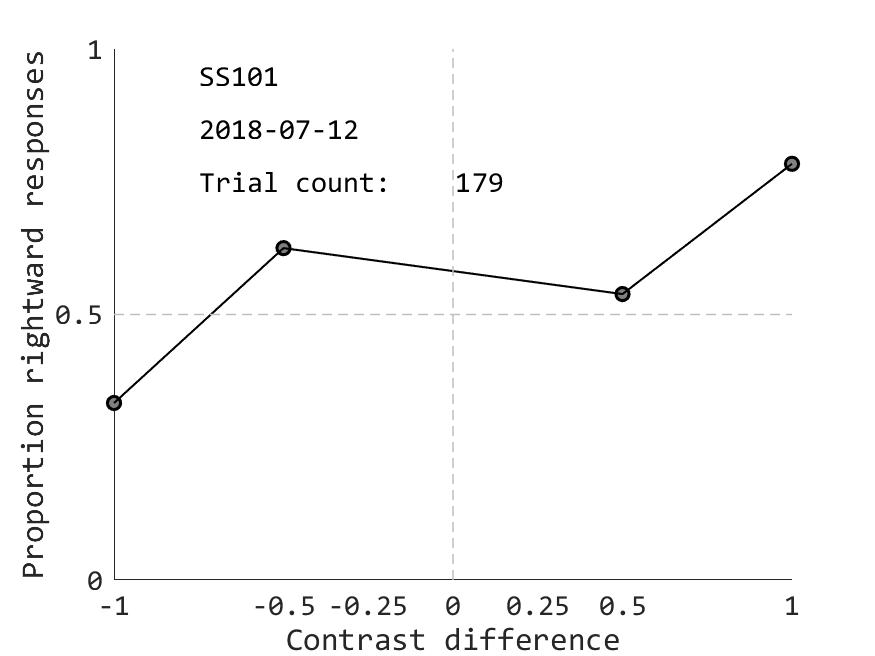 1
SS101
2018-07-12
Trial count: 179
Proportion rightward responses
0.5
0
-1 -0.5 -0.25 0 0.25 0.5 1
Contrast difference